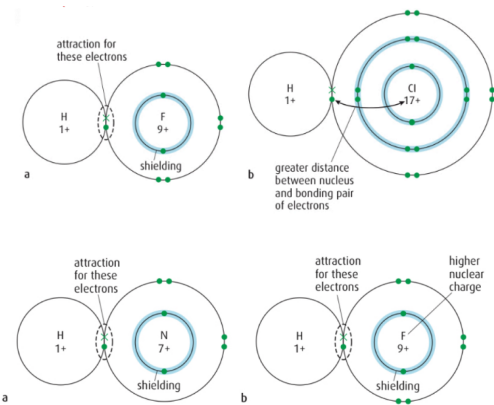 attraction for
these electrons
H
1+
F
9+
shielding
a
H
1+
Cl
17+
b
greater distance
between nucleus
and bonding pair
of electrons
attraction
for these
electrons
H
1+
N
7+
shielding
a
attraction
for these
electrons
higher
nuclear
charge
H
1+
F
9+
shielding
b